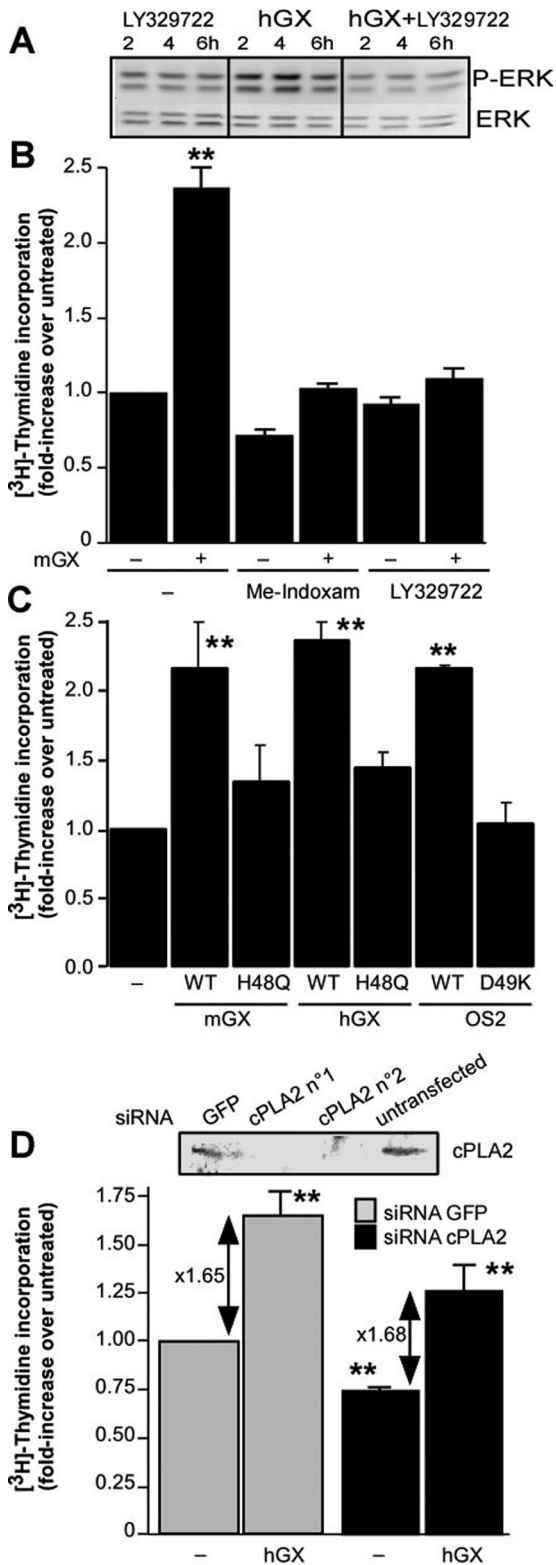 A
LY329722 hGX hGX+LY329722
2 4 6h 2 4 6h 2 4 6h
P-ERK
ERK
B
[³H]-Thymidine incorporation
(fold-increase over untreated)
2.5
2.0
1.5
1.0
0.5
0
**
mGX – + – + – +
– Me-Indoxam LY329722
C
[³H]-Thymidine incorporation
(fold-increase over untreated)
2.5
2.0
1.5
1.0
0.5
0.0
** ** **
– WT H48Q WT H48Q WT D49K
mGX hGX OS2
D
siRNA GFP cPLA2 n°1 cPLA2 n°2 untransfected
cPLA2
[³H]-Thymidine incorporation
(fold-increase over untreated)
1.75
1.50
1.25
1.00
0.75
0.50
0.25
0
siRNA GFP
siRNA cPLA2
** ** **
x1.65
x1.68
– hGX – hGX